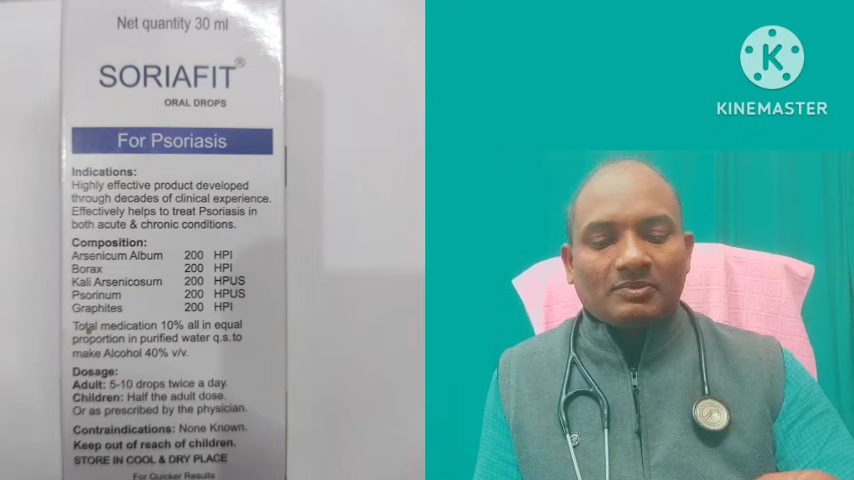 Net quantity 30 ml
SORIAFIT®
ORAL DROPS
For Psoriasis
Indications:
Highly effective product developed
through decades of clinical experience.
Effectively helps to treat Psoriasis in
both acute & chronic conditions.
Composition:
Arsenicum Album 200 HPI
Borax 200 HPI
Kali Arsenicosum 200 HPUS
Psorinum 200 HPUS
Graphites 200 HPI
Total medication 10% all in equal
proportion in purified water q.s. to
make Alcohol 40% v/v.
Dosage:
Adult: 5-10 drops twice a day.
Children: Half the adult dose.
Or as prescribed by the physician.
Contraindications: None Known.
Keep out of reach of children.
STORE IN COOL & DRY PLACE
For Quicker Results
K
KINEMASTER